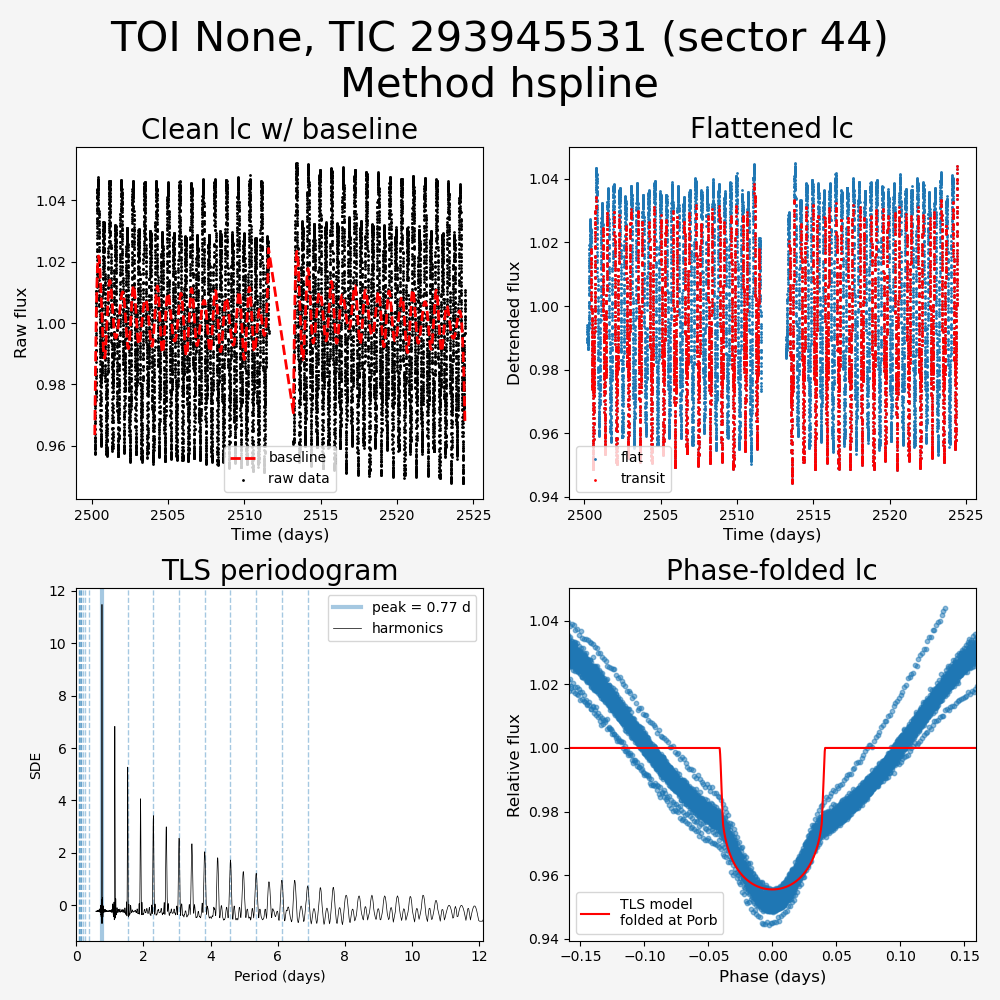 TOI None, TIC 293945531 (sector 44)
Method hspline
Clean lc w/ baseline
Raw flux
1.04
1.02
1.00
0.98
0.96
baseline
raw data
2500
2505
2510
2515
2520
2525
Time (days)
Flattened lc
Detrended flux
1.04
1.02
1.00
0.98
0.96
0.94
flat
transit
2500
2505
2510
2515
2520
2525
Time (days)
TLS periodogram
SDE
12
10
8
6
4
2
0
peak = 0.77 d
harmonics
0
2
4
6
8
10
12
Period (days)
Phase-folded lc
Relative flux
1.04
1.02
1.00
0.98
0.96
0.94
TLS model
folded at Porb
−0.15
−0.10
−0.05
0.00
0.05
0.10
0.15
Phase (days)